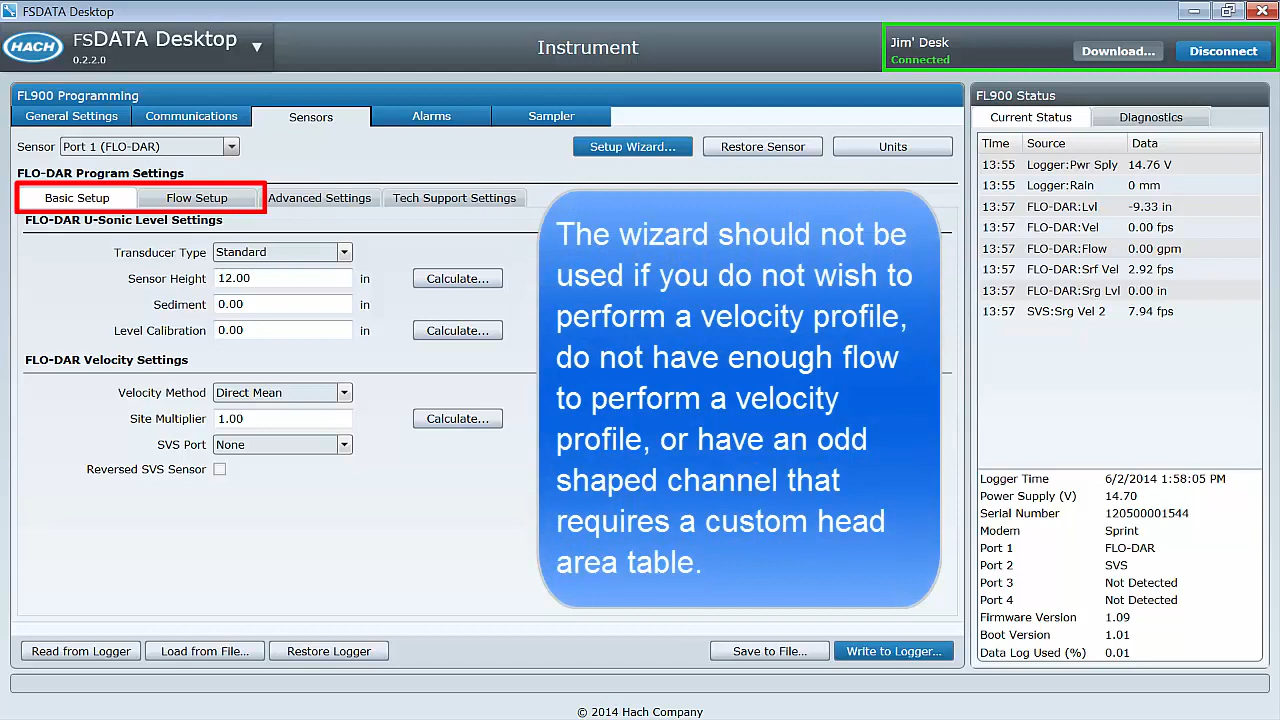 FSDATA Desktop
HACH
FSDATA Desktop
0.2.2.0
Instrument
Jim' Desk
Connected
Download...
Disconnect
FL900 Programming
General Settings
Communications
Sensors
Alarms
Sampler
Sensor
Port 1 (FLO-DAR)
Setup Wizard...
Restore Sensor
Units
FLO-DAR Program Settings
Basic Setup
Flow Setup
Advanced Settings
Tech Support Settings
FLO-DAR U-Sonic Level Settings
Transducer Type Standard
Sensor Height 12.00 in Calculate...
Sediment 0.00 in
Level Calibration 0.00 in Calculate...
FLO-DAR Velocity Settings
Velocity Method Direct Mean
Site Multiplier 1.00 Calculate...
SVS Port None
Reversed SVS Sensor
The wizard should not be
used if you do not wish to
perform a velocity profile,
do not have enough flow
to perform a velocity
profile, or have an odd
shaped channel that
requires a custom head
area table.
Read from Logger
Load from File...
Restore Logger
Save to File...
Write to Logger...
FL900 Status
Current Status
Diagnostics
Time Source Data
13:55 Logger:Pwr Sply 14.76 V
13:55 Logger:Rain 0 mm
13:57 FLO-DAR:Lvl -9.33 in
13:57 FLO-DAR:Vel 0.00 fps
13:57 FLO-DAR:Flow 0.00 gpm
13:57 FLO-DAR:Srf Vel 2.92 fps
13:57 FLO-DAR:Srg Lvl 0.00 in
13:57 SVS:Srg Vel 2 7.94 fps
Logger Time 6/2/2014 1:58:05 PM
Power Supply (V) 14.70
Serial Number 120500001544
Modem Sprint
Port 1 FLO-DAR
Port 2 SVS
Port 3 Not Detected
Port 4 Not Detected
Firmware Version 1.09
Boot Version 1.01
Data Log Used (%) 0.01
© 2014 Hach Company